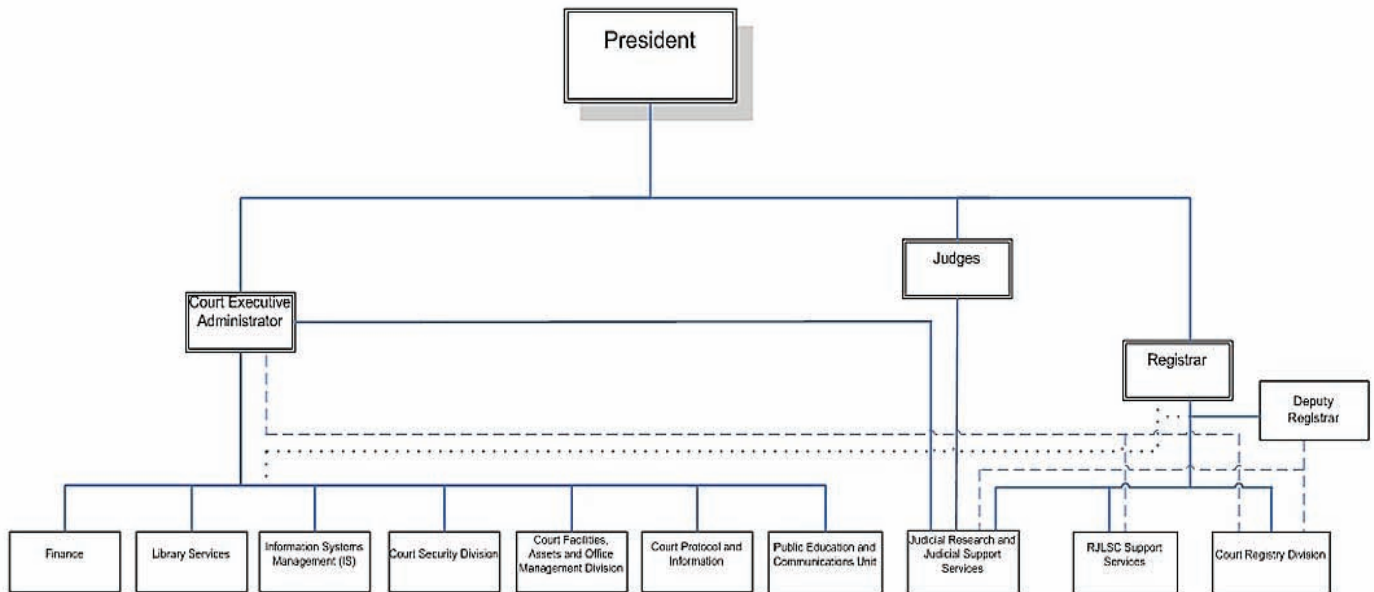 President
Judges
Court Executive
Administrator
Registrar
Deputy
Registrar
Finance
Library Services
Information Systems
Management (IS)
Court Security Division
Court Facilities,
Assets and Office
Management Division
Court Protocol and
Information
Public Education and
Communications Unit
Judicial Research and
Judicial Support
Services
RJLSC Support
Services
Court Registry Division